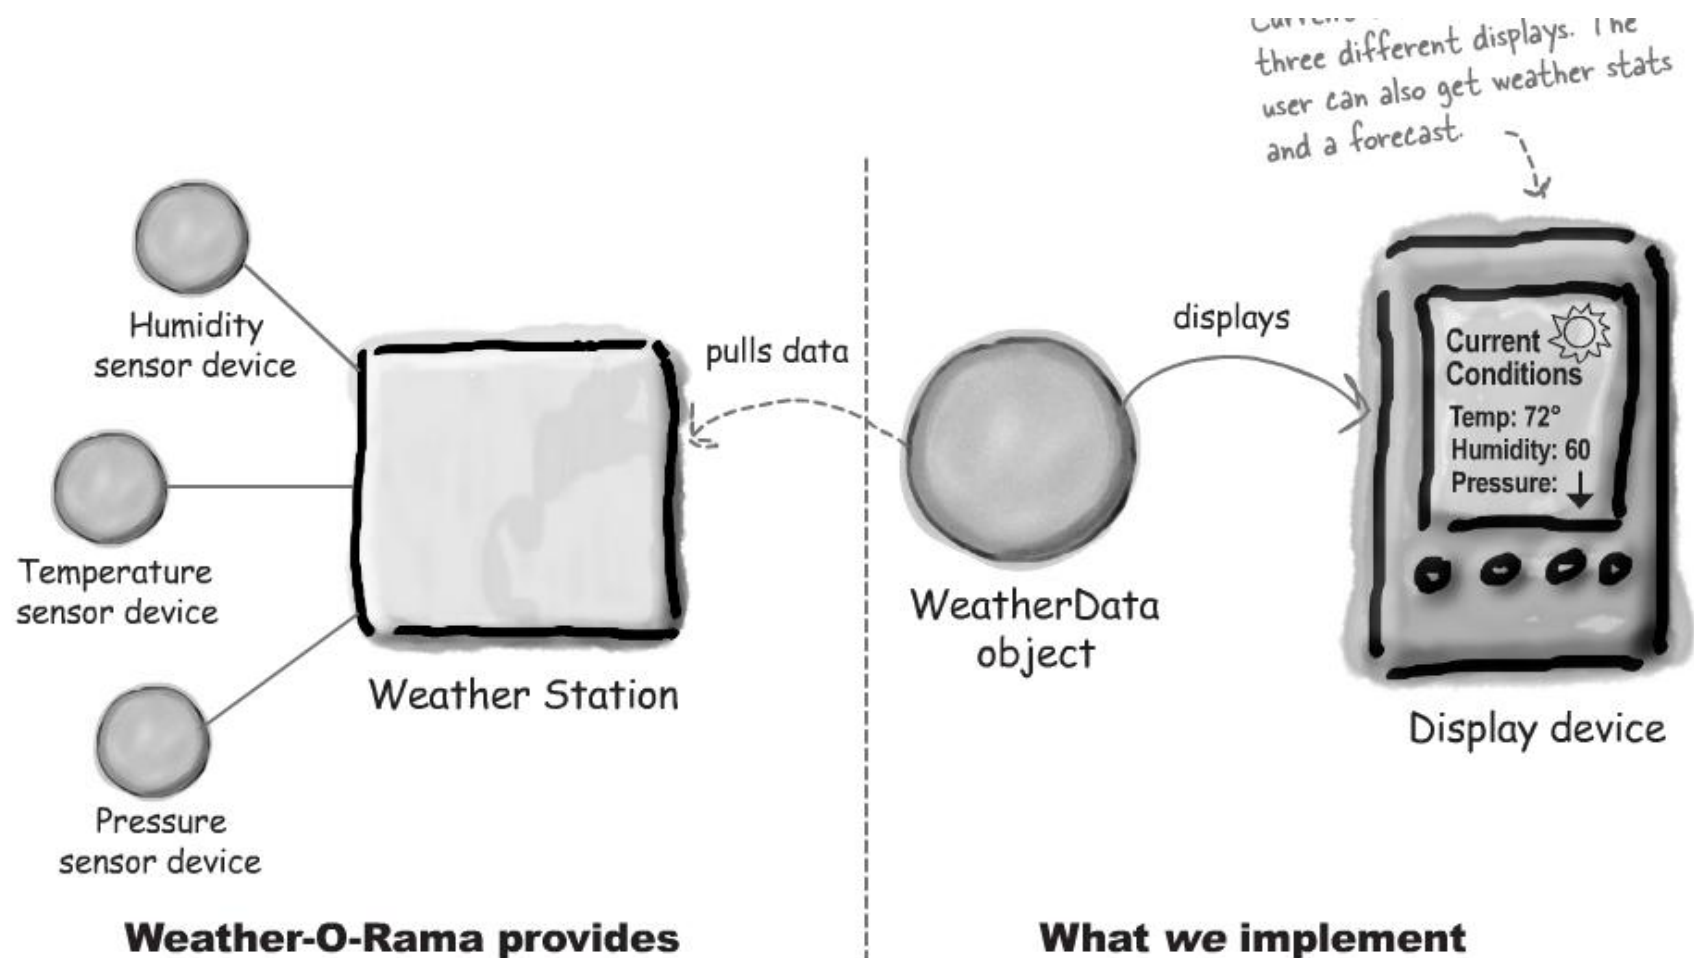 three different displays. The
user can also get weather stats
and a forecast.
Humidity
sensor device
Temperature
sensor device
Pressure
sensor device
Weather Station
pulls data
WeatherData
object
displays
Current
Conditions
Temp: 72°
Humidity: 60
Pressure:
Display device
Weather-O-Rama provides
What we implement